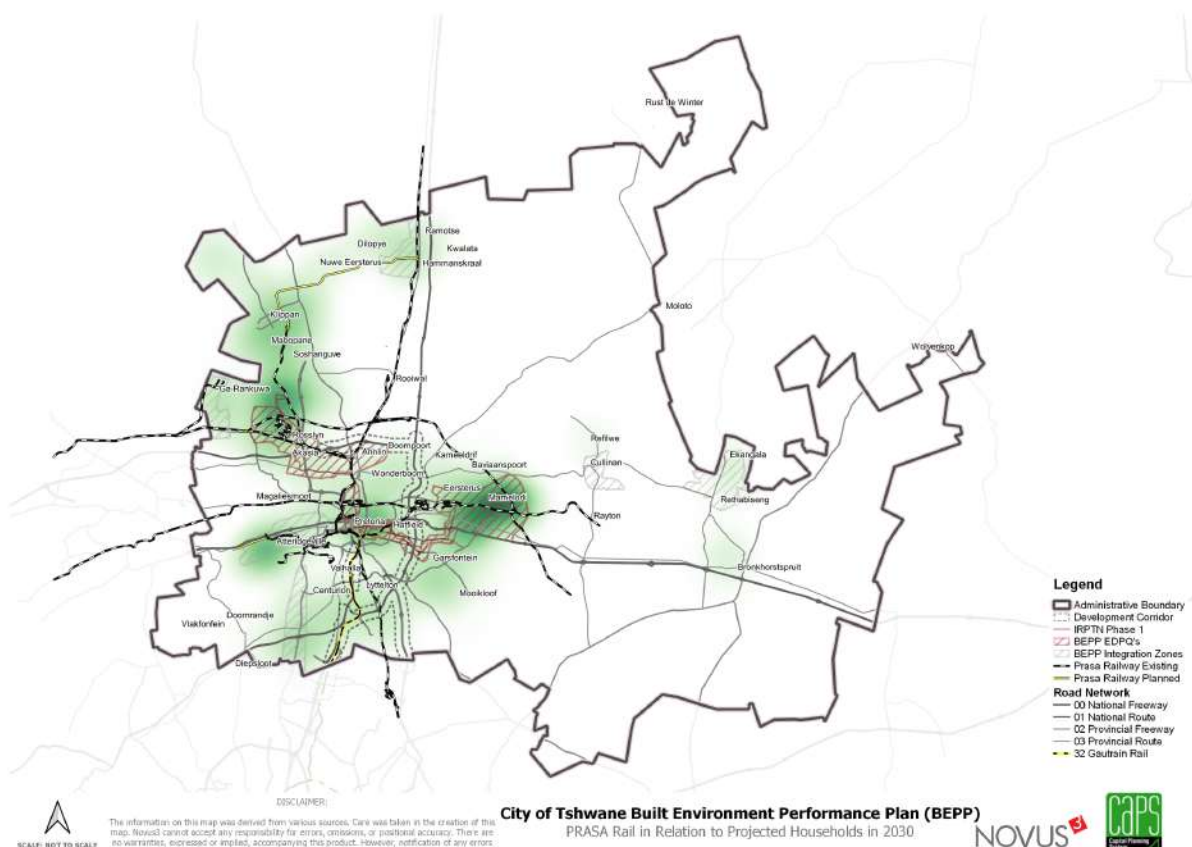 Rust de Winter
Ramotse
Dilopye
Kwalata
Nuwe Eersterus
Hammanskraal
Moloto
Klippan
Mabopane
Soshanguve
Wolvenkop
Ga-Rankuwa
Rooiwal
Rosslyn
Akasia
Annlin
Boompoort
Kameeldrif
Refilwe
Wonderboom
Baviaanspoort
Cullinan
Ekangala
Eersterus
Mamelodi
Magaliesmoot
Rethabiseng
Pretoria
Hatfield
Rayton
Atteridgeville
Garsfontein
Valhalla
Bronkhorstspruit
Centurion
Lyttelton
Mooikloof
Doornrandje
Vlakfontein
Diepsloot
Legend
Administrative Boundary
Development Corridor
IRPTN Phase 1
BEPP EDPQ's
BEPP Integration Zones
Prasa Railway Existing
Prasa Railway Planned
Road Network
00 National Freeway
01 National Route
02 Provincial Freeway
03 Provincial Route
32 Gautrain Rail
SCALE: NOT TO SCALE
DISCLAIMER:
The information on this map was derived from various sources. Care was taken in the creation of this
map. Novus3 cannot accept any responsibility for errors, omissions, or positional accuracy. There are
no warranties, expressed or implied, accompanying this product. However, notification of any errors
City of Tshwane Built Environment Performance Plan (BEPP)
PRASA Rail in Relation to Projected Households in 2030
NOVUS3
CAPS
Capital Planning